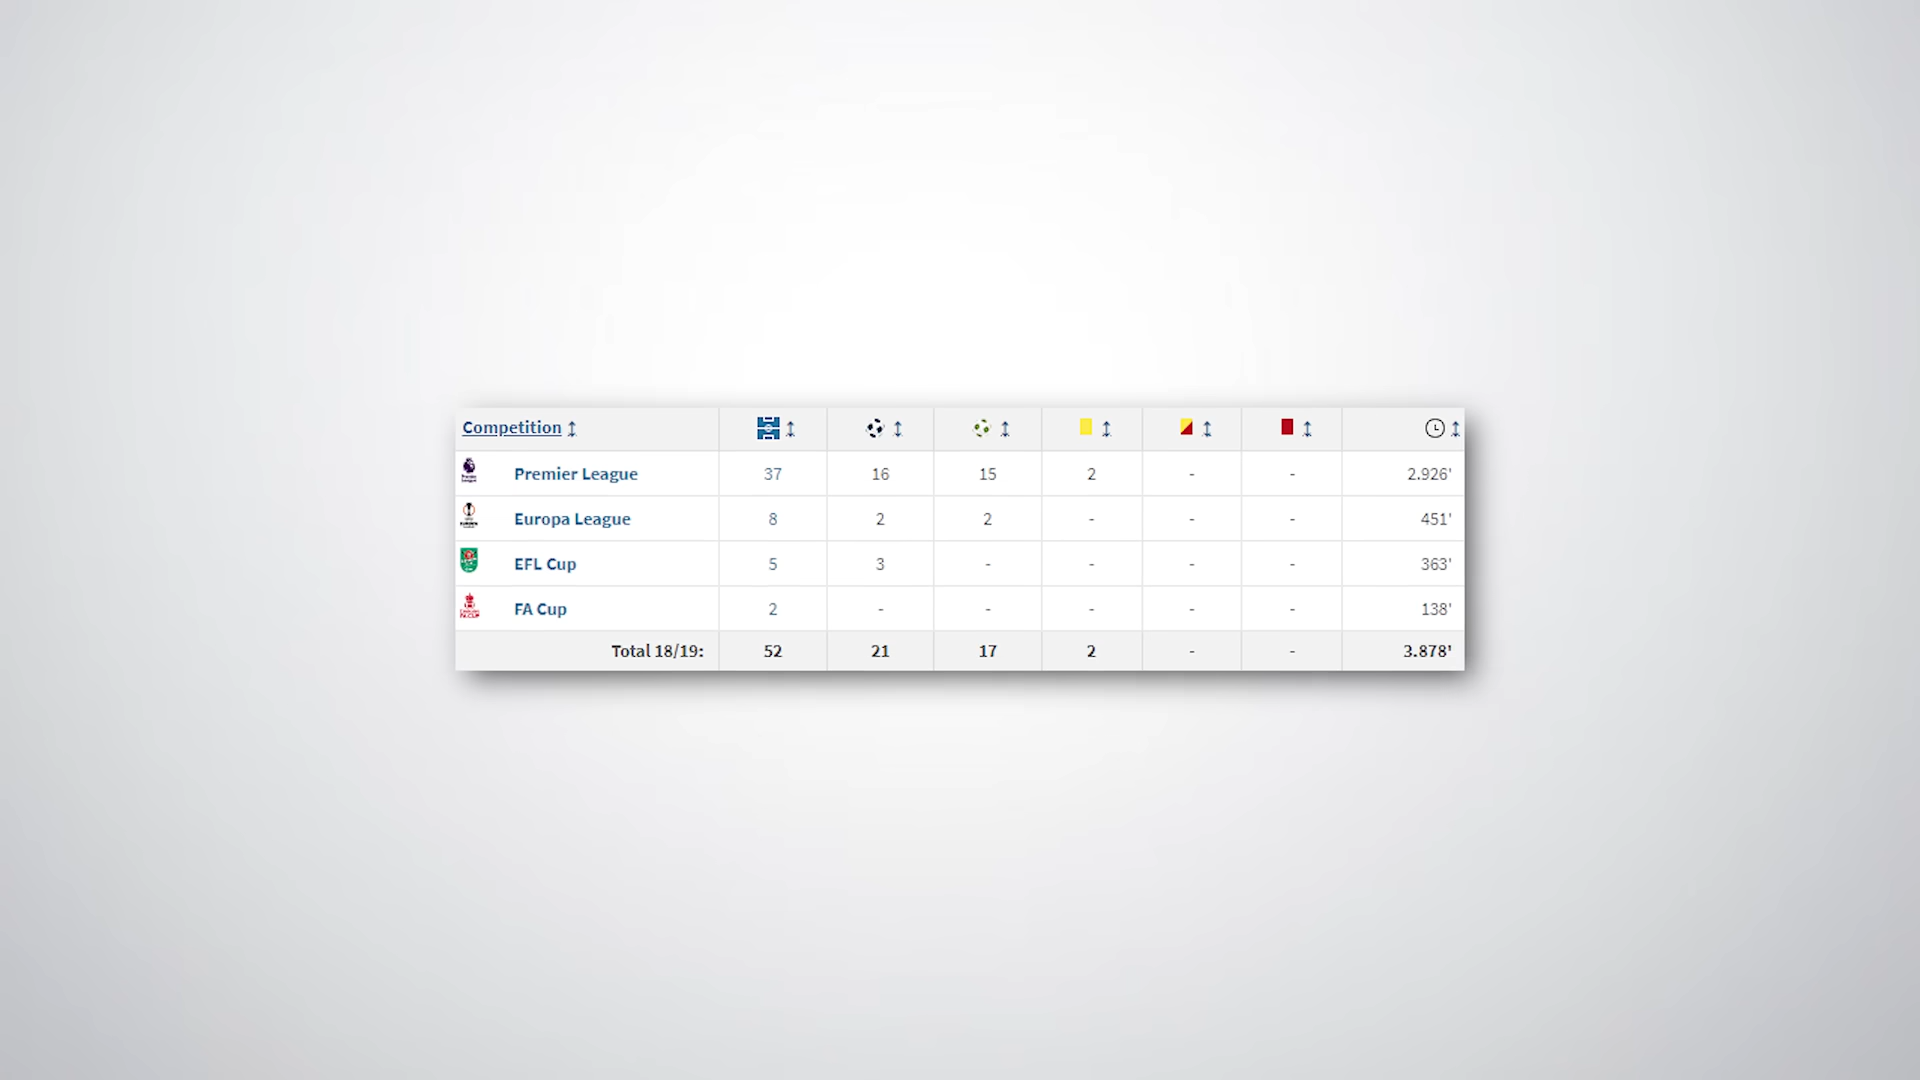 Competition
Premier League 37 16 15 2 - - 2.926'
Europa League 8 2 2 - - - 451'
EFL Cup 5 3 - - - - 363'
FA Cup 2 - - - - - 138'
Total 18/19: 52 21 17 2 - - 3.878'